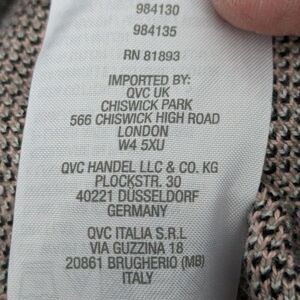 984130
984135
RN 81893
IMPORTED BY:
QVC UK
CHISWICK PARK
566 CHISWICK HIGH ROAD
LONDON
W4 5XU
QVC HANDEL LLC & CO. KG
PLOCKSTR. 30
40221 DÜSSELDORF
GERMANY
QVC ITALIA S.R.L
VIA GUZZINA 18
20861 BRUGHERIO (MB)
ITALY